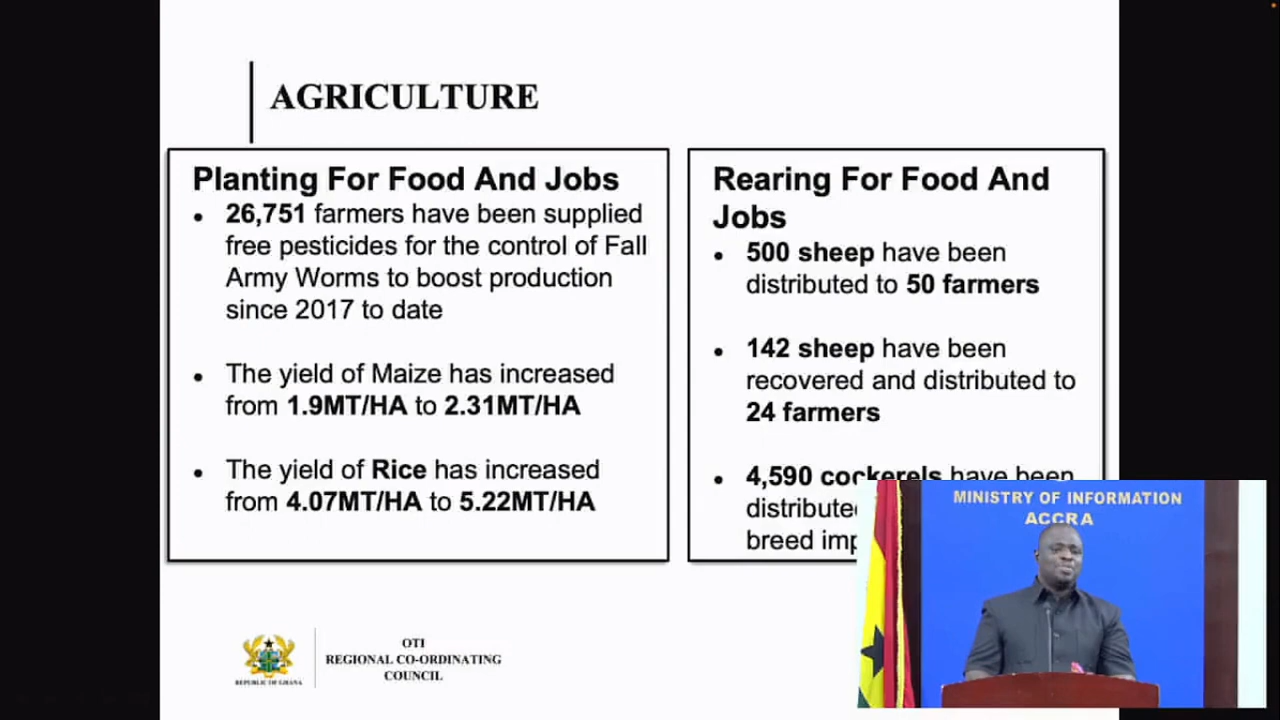 AGRICULTURE
Planting For Food And Jobs
• 26,751 farmers have been supplied
free pesticides for the control of Fall
Army Worms to boost production
since 2017 to date
• The yield of Maize has increased
from 1.9MT/HA to 2.31MT/HA
• The yield of Rice has increased
from 4.07MT/HA to 5.22MT/HA
Rearing For Food And
Jobs
• 500 sheep have been
distributed to 50 farmers
• 142 sheep have been
recovered and distributed to
24 farmers
• 4,590 cockerels have been
distributed
breed
MINISTRY OF INFORMATION
ACCRA
REPUBLIC OF GHANA
OTI
REGIONAL CO-ORDINATING
COUNCIL